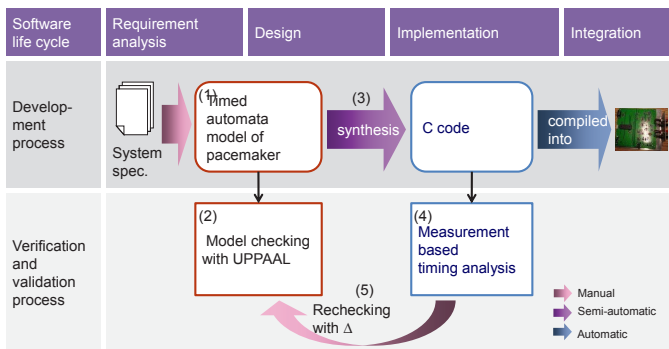 Software
life cycle
Requirement
analysis
Design
Implementation
Integration
Develop-
ment
process
System
spec.
(1)
Timed
automata
model of
pacemaker
(3)
synthesis
C code
compiled
into
Verification
and
validation
process
(2)
Model checking
with UPPAAL
(4)
Measurement
based
timing analysis
(5)
Rechecking
with Δ
Manual
Semi-automatic
Automatic